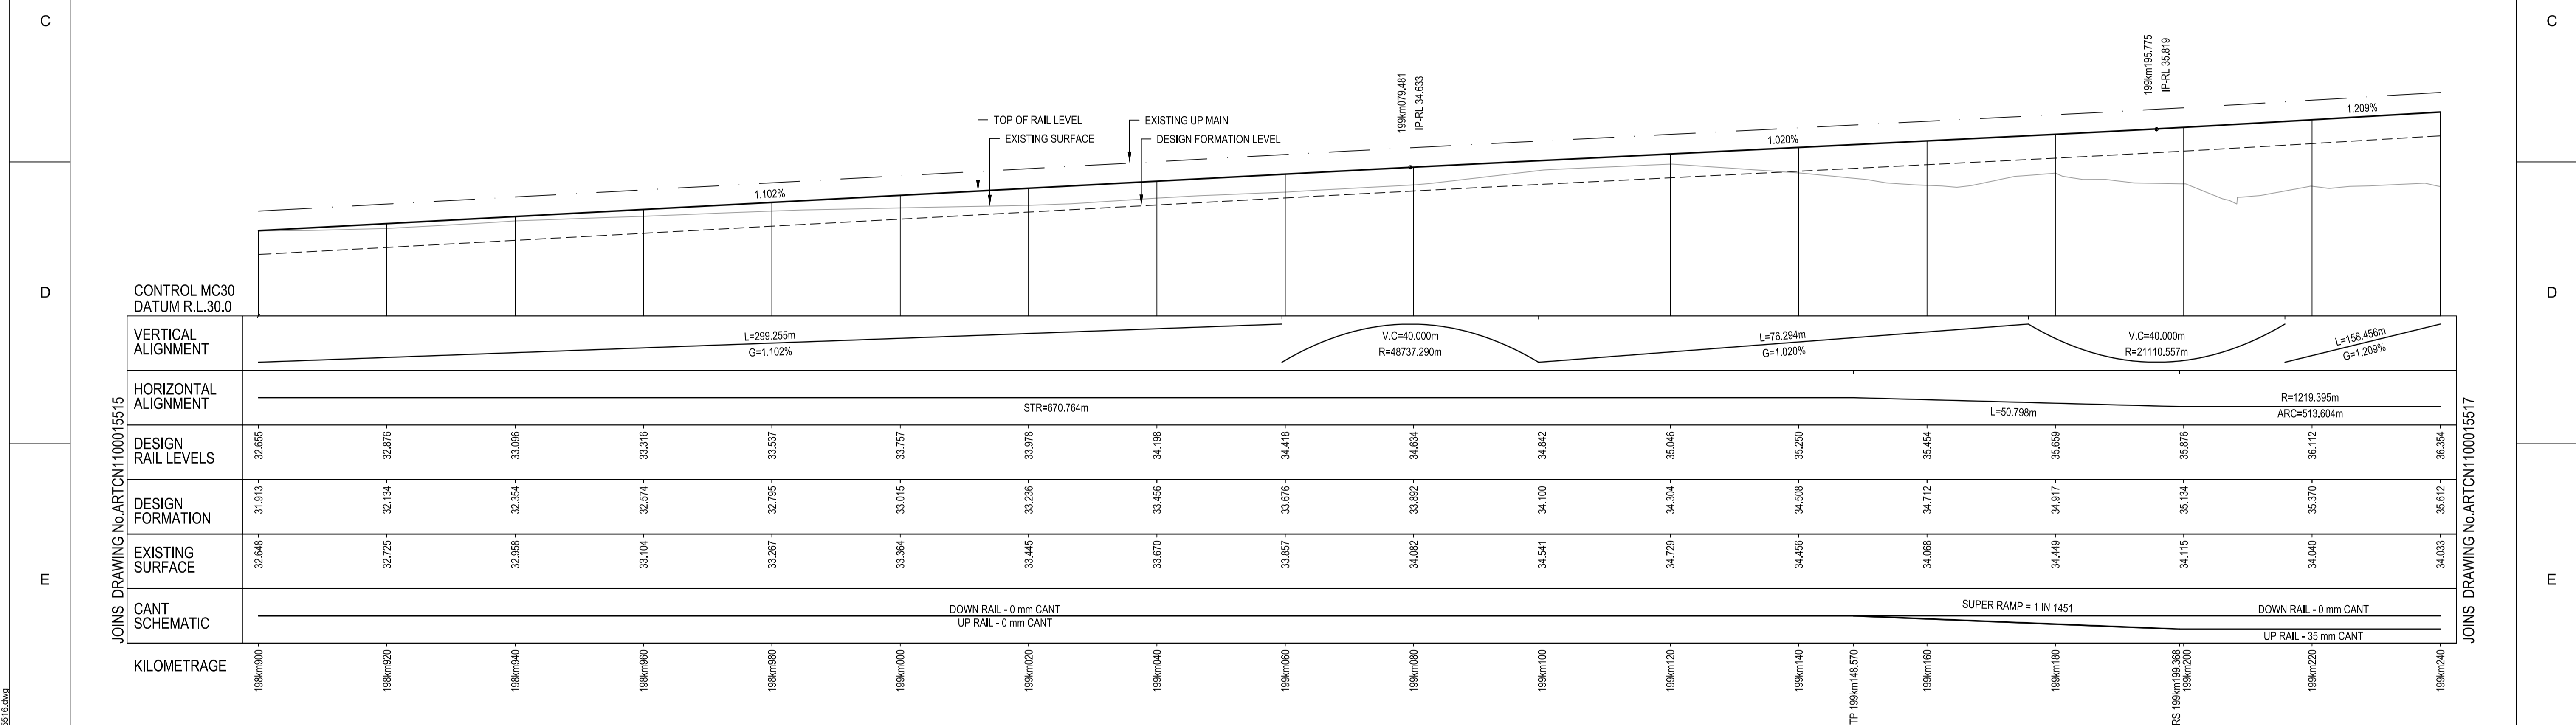 C
C
199km079.481
IP-RL 34.633
199km195.775
IP-RL 35.819
1.209%
TOP OF RAIL LEVEL
EXISTING UP MAIN
EXISTING SURFACE
DESIGN FORMATION LEVEL
1.020%
1.102%
D
D
CONTROL MC30
DATUM R.L.30.0
VERTICAL
ALIGNMENT
L=299.255m
G=1.102%
V.C=40.000m
R=48737.290m
L=76.294m
G=1.020%
V.C=40.000m
R=21110.557m
L=158.456m
G=1.209%
HORIZONTAL
ALIGNMENT
STR=670.764m
L=50.798m
R=1219.395m
ARC=513.604m
DESIGN
RAIL LEVELS
32.655 32.876 33.096 33.316 33.537 33.757 33.978 34.198 34.418 34.634 34.842 35.046 35.250 35.454 35.659 35.876 36.112 36.354
DESIGN
FORMATION
31.913 32.134 32.354 32.574 32.795 33.015 33.236 33.456 33.676 33.892 34.100 34.304 34.508 34.712 34.917 35.134 35.370 35.612
EXISTING
SURFACE
32.648 32.725 32.958 33.104 33.267 33.364 33.445 33.670 33.857 34.082 34.541 34.729 34.456 34.068 34.449 34.115 34.040 34.033
E
E
CANT
SCHEMATIC
DOWN RAIL - 0 mm CANT
UP RAIL - 0 mm CANT
SUPER RAMP = 1 IN 1451
DOWN RAIL - 0 mm CANT
UP RAIL - 35 mm CANT
KILOMETRAGE
198km900 198km920 198km940 198km960 198km980 199km000 199km020 199km040 199km060 199km080 199km100 199km120 199km140 TP 199km148.570 199km160 199km180 RS 199km199.368 199km200 199km220 199km240
JOINS DRAWING No.ARTCN1100015515
JOINS DRAWING No.ARTCN1100015517
5516.dwg